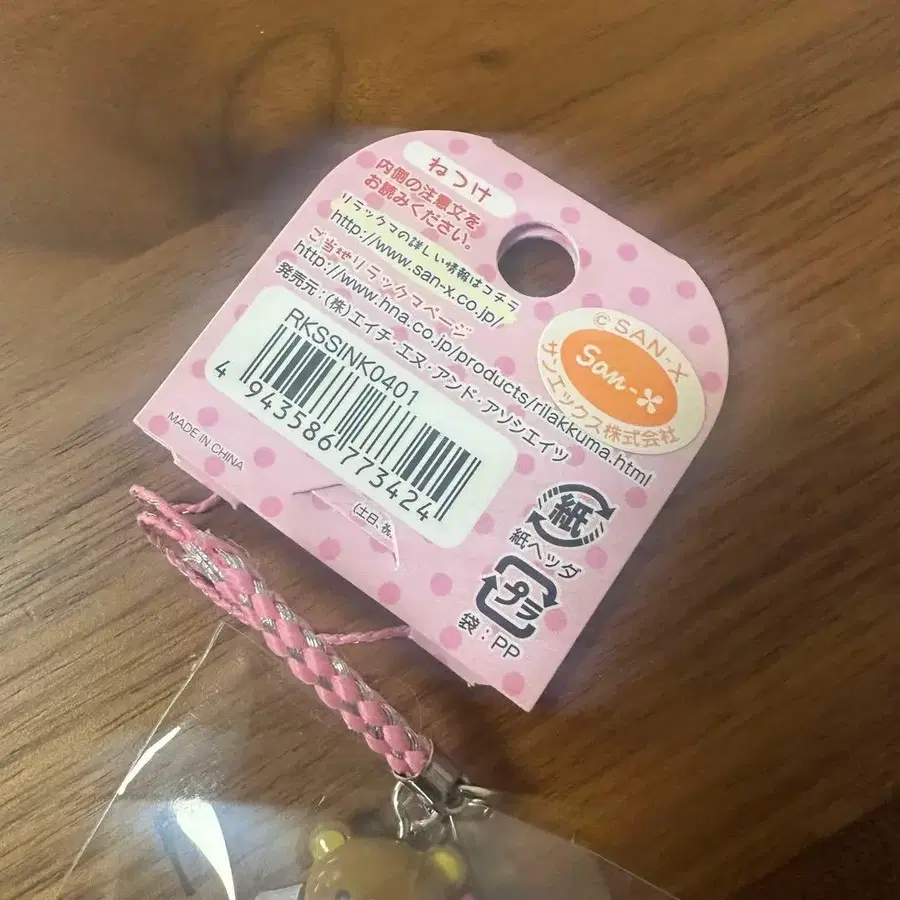 ねつけ
内側の注意文を
お読みください。
リラックマの詳しい情報はコチラ
http://www.san-x.co.jp/
ご当地リラックマページ
http://www.hna.co.jp/products/rilakkuma.html
発売元：(株)エイチ・エヌ・アンド・アソシエイツ
RKSSINK0401
4 943586 773424
MADE IN CHINA
(土日、祝
© SAN-X
San-X
サンエックス株式会社
紙
紙ヘッダ
プラ
袋：PP